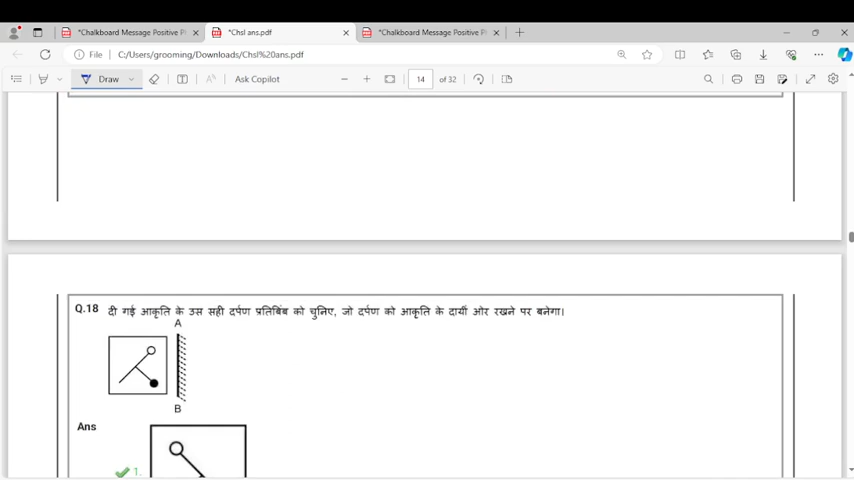 *Chalkboard Message Positive Pi
*Chsl ans.pdf
*Chalkboard Message Positive Pi
File
C:/Users/grooming/Downloads/Chsl%20ans.pdf
Draw
Ask Copilot
14 of 32
Q.18 दी गई आकृति के उस सही दर्पण प्रतिबिंब को चुनिए, जो दर्पण को आकृति के दायीं ओर रखने पर बनेगा।
A
B
Ans
1.